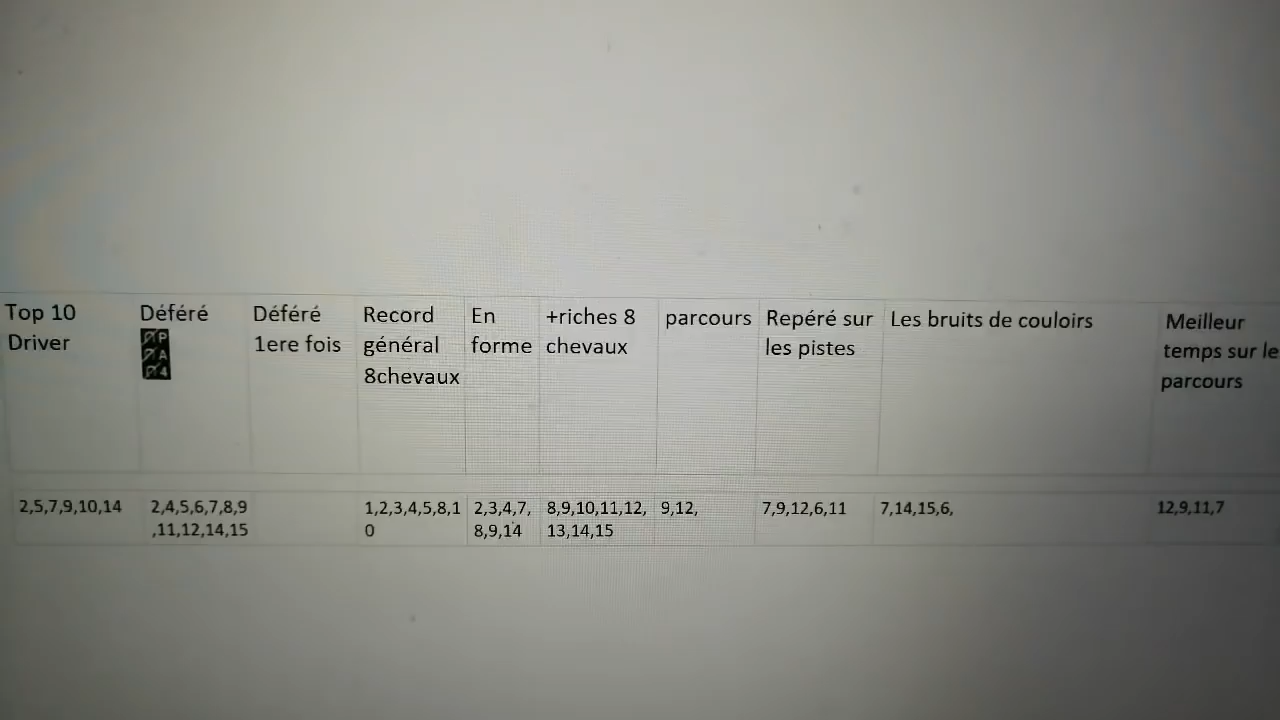 Top 10
Driver
Déféré
P
A
4
Déféré
1ere fois
Record
général
8chevaux
En
forme
+riches 8
chevaux
parcours
Repéré sur
les pistes
Les bruits de couloirs
Meilleur
temps sur le
parcours
2,5,7,9,10,14
2,4,5,6,7,8,9
,11,12,14,15
1,2,3,4,5,8,1
0
2,3,4,7,
8,9,14
8,9,10,11,12,
13,14,15
9,12,
7,9,12,6,11
7,14,15,6,
12,9,11,7